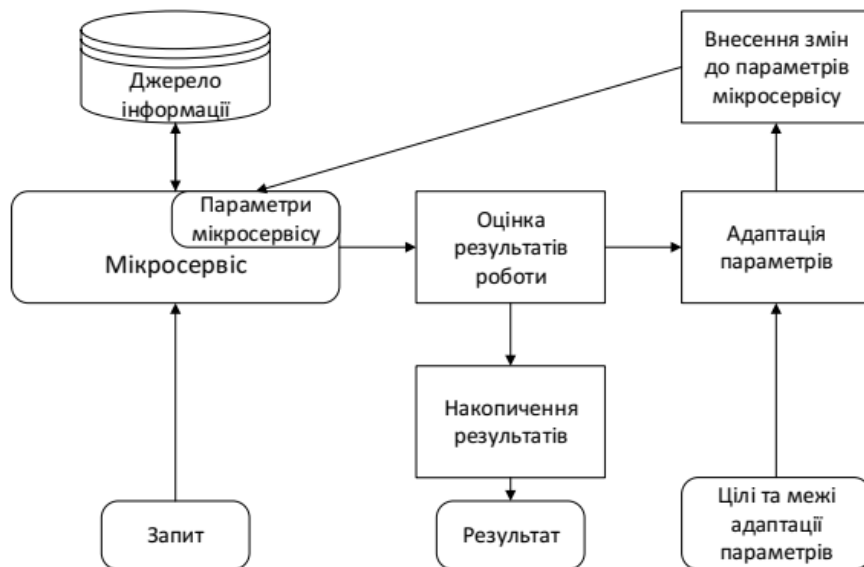 Джерело
інформації
Внесення змін
до параметрів
мікросервісу
Параметри
мікросервісу
Мікросервіс
Оцінка
результатів
роботи
Адаптація
параметрів
Накопичення
результатів
Запит
Результат
Цілі та межі
адаптації
параметрів